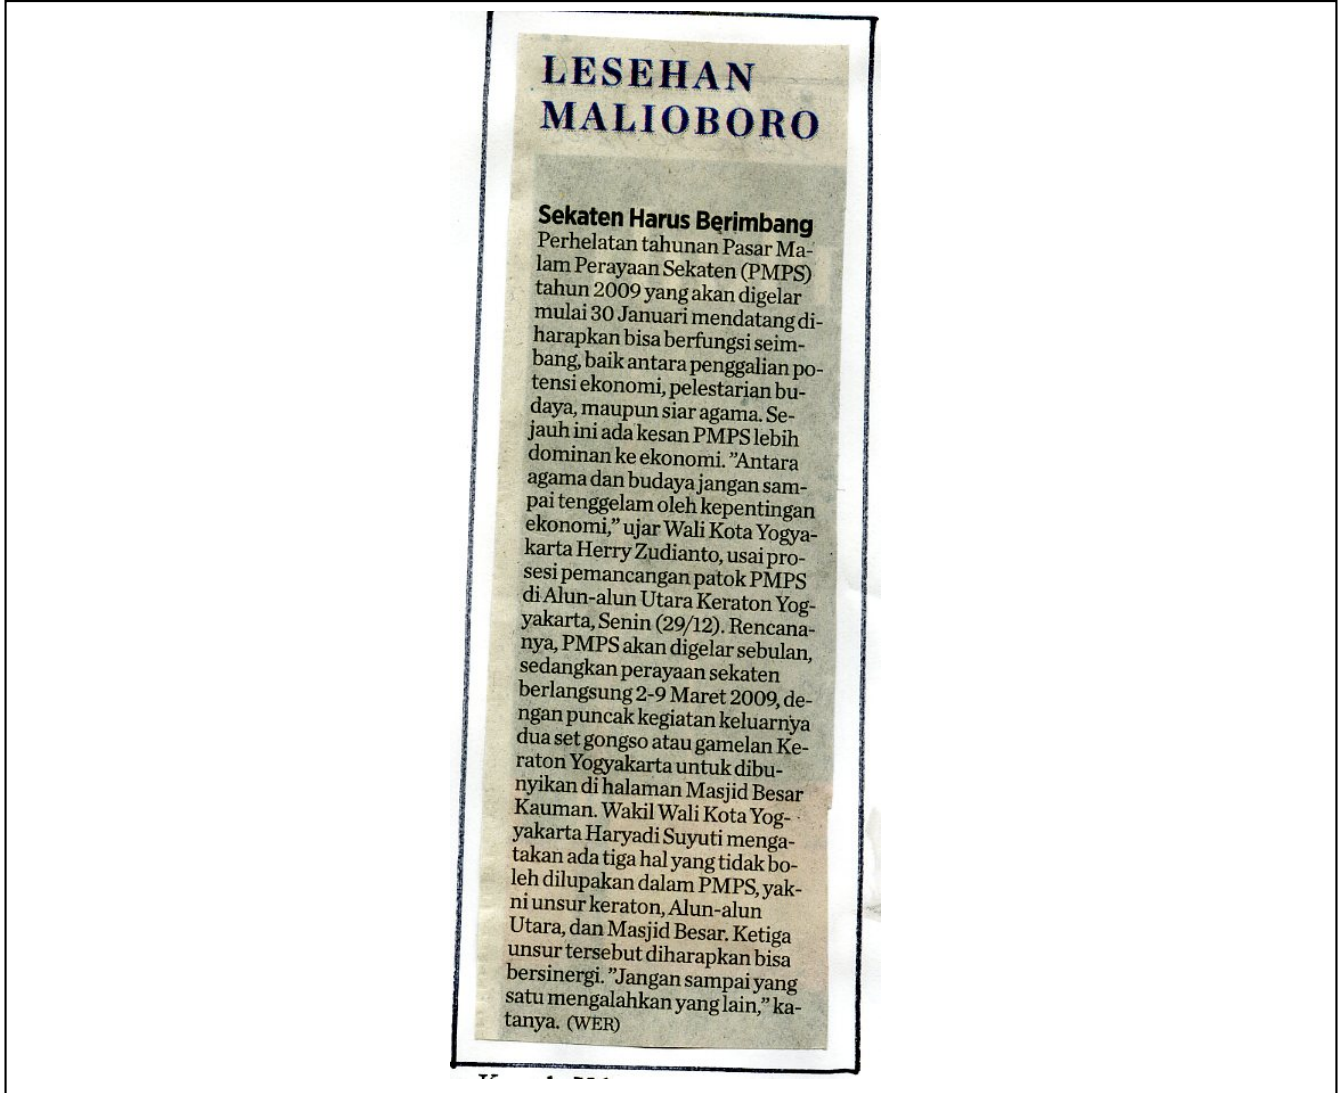 LESEHAN
MALIOBORO
Sekaten Harus Berimbang
Perhelatan tahunan Pasar Ma-
lam Perayaan Sekaten (PMPS)
tahun 2009 yang akan digelar
mulai 30 Januari mendatang di-
harapkan bisa berfungsi seim-
bang, baik antara penggalian po-
tensi ekonomi, pelestarian bu-
daya, maupun siar agama. Se-
jauh ini ada kesan PMPS lebih
dominan ke ekonomi. ”Antara
agama dan budaya jangan sam-
pai tenggelam oleh kepentingan
ekonomi,” ujar Wali Kota Yogya-
karta Herry Zudianto, usai pro-
sesi pemancangan patok PMPS
di Alun-alun Utara Keraton Yog-
yakarta, Senin (29/12). Rencana-
nya, PMPS akan digelar sebulan,
sedangkan perayaan sekaten
berlangsung 2-9 Maret 2009, de-
ngan puncak kegiatan keluarnya
dua set gongso atau gamelan Ke-
raton Yogyakarta untuk dibu-
nyikan di halaman Masjid Besar
Kauman. Wakil Wali Kota Yog-
yakarta Haryadi Suyuti menga-
takan ada tiga hal yang tidak bo-
leh dilupakan dalam PMPS, yak-
ni unsur keraton, Alun-alun
Utara, dan Masjid Besar. Ketiga
unsur tersebut diharapkan bisa
bersinergi. ”Jangan sampai yang
satu mengalahkan yang lain,” ka-
tanya. (WER)